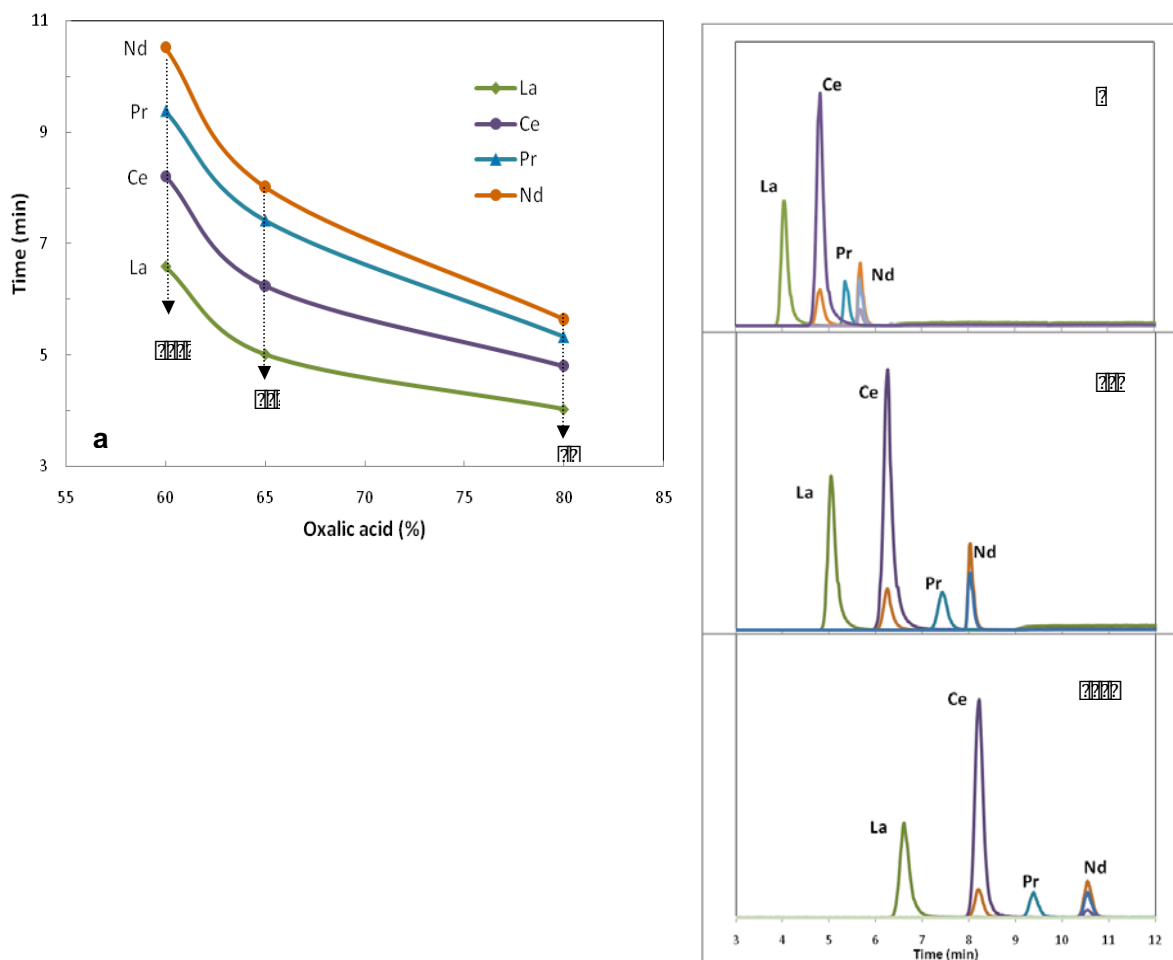 11
9
7
5
3
Time (min)
Nd
Pr
Ce
La
La
Ce
Pr
Nd
a
55
60
65
70
75
80
85
Oxalic acid (%)
La
Ce
Pr
Nd
La
Ce
Pr
Nd
La
Ce
Pr
Nd
3 4 5 6 7 8 9 10 11 12
Time (min)